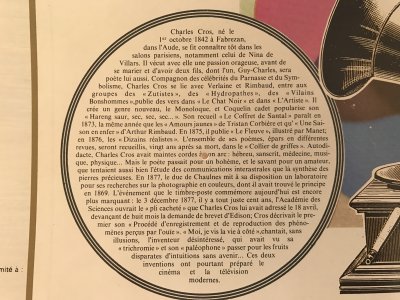 Charles Cros, né le
1er octobre 1842 à Fabrezan,
dans l'Aude, se fit connaître tôt dans les
salons parisiens, notamment celui de Nina de
Villars. Il vécut avec elle une passion orageuse, avant de
se marier et d'avoir deux fils, dont l'un, Guy-Charles, sera
poète lui aussi. Compagnon des célébrités du Parnasse et du Sym-
bolisme, Charles Cros se lie avec Verlaine et Rimbaud, entre aux
groupes des «Zutistes», des «Hydropathes», des «Vilains
Bonshommes», publie des vers dans «Le Chat Noir» et dans «L'Artiste». Il
crée un genre nouveau, le Monologue, et Coquelin cadet popularise son
«Hareng saur, sec, sec, sec...». Son recueil «Le Coffret de Santal» paraît en
1873, la même année que les «Amours jaunes» de Tristan Corbière et qu'«Une Sai-
son en enfer» d'Arthur Rimbaud. En 1875, il publie «Le Fleuve», illustré par Manet;
en 1876, les «Dizains réalistes». L'ensemble de ses poèmes, épars en différentes
revues, seront recueillis, vingt ans après sa mort, dans le «Collier de griffes». Autodi-
dacte, Charles Cros avait maintes cordes à son arc : hébreu, sanscrit, médecine, musi-
que, physique... Mais le poète passait pour un bohème, et le savant pour un amateur,
que tentaient aussi bien l'étude des communications interastrales que la synthèse des
pierres précieuses. En 1877, le duc de Chaulnes mit à sa disposition un laboratoire
pour ses recherches sur la photographie en couleurs, dont il avait trouvé le principe
en 1869. L'événement que le timbre-poste commémore aujourd'hui est encore
plus marquant : le 3 décembre 1877, il y a tout juste cent ans, l'Académie des
Sciences ouvrait le «pli cacheté» que Charles Cros lui avait adressé le 18 avril,
devançant de huit mois la demande de brevet d'Edison; Cros décrivait le pre-
mier son «Procédé d'enregistrement et de reproduction des phéno-
mènes perçus par l'ouïe». «Moi, je vis la vie à côté» chantait, sans
illusions, l'inventeur désintéressé, qui avait vu sa
«trichromie» et son «paléophone» passer pour les fruits
disparates d'intuitions sans avenir... Ces deux
inventions ont pourtant préparé le
cinéma et la télévision
modernes.
mité à :